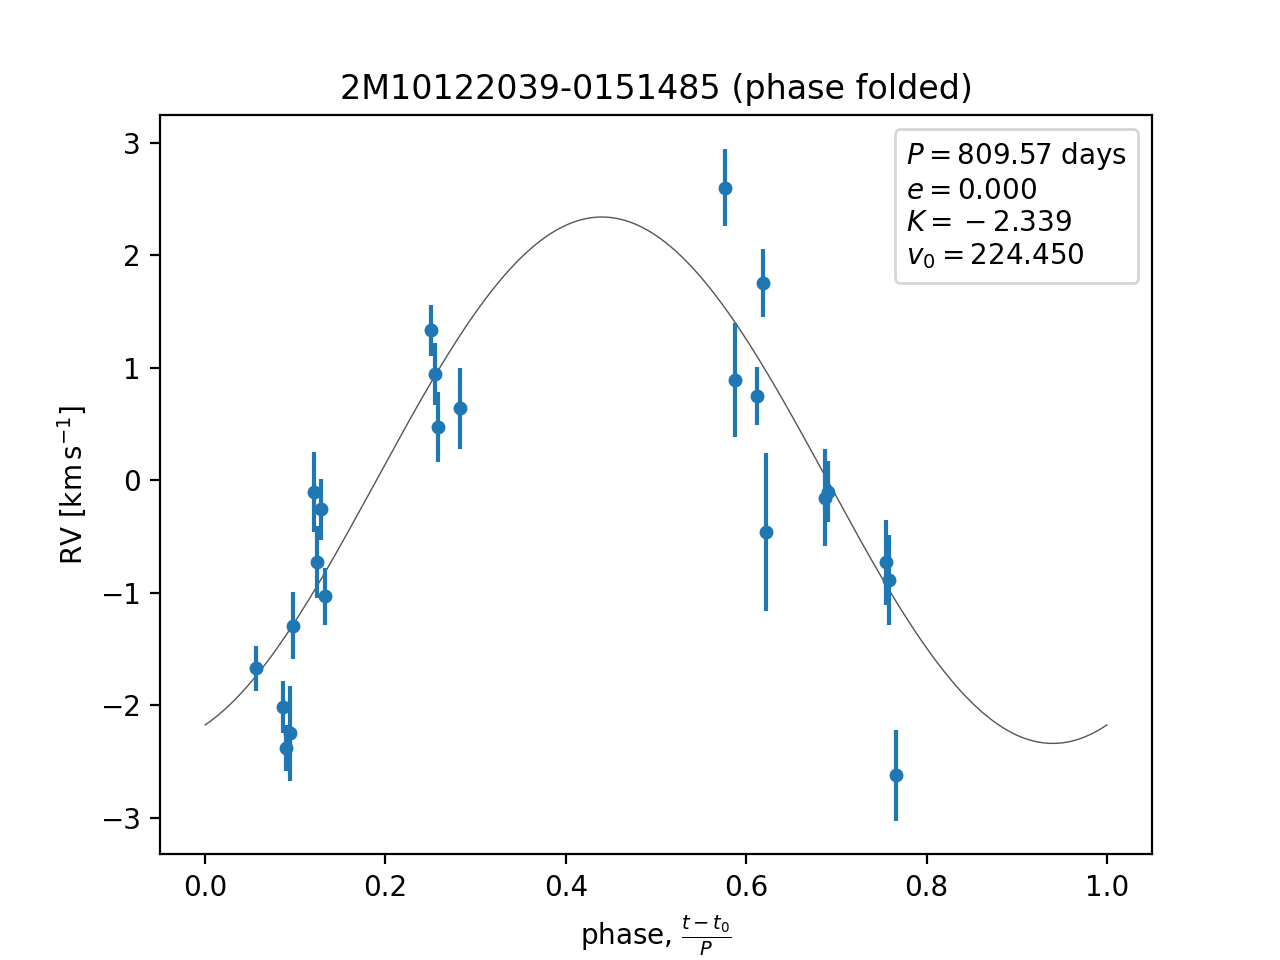 2M10122039-0151485 (phase folded)
P = 809.57 days
e = 0.000
K = −2.339
v₀ = 224.450
RV [km s⁻¹]
3
2
1
0
−1
−2
−3
0.0 0.2 0.4 0.6 0.8 1.0
phase, (t − t₀)/P